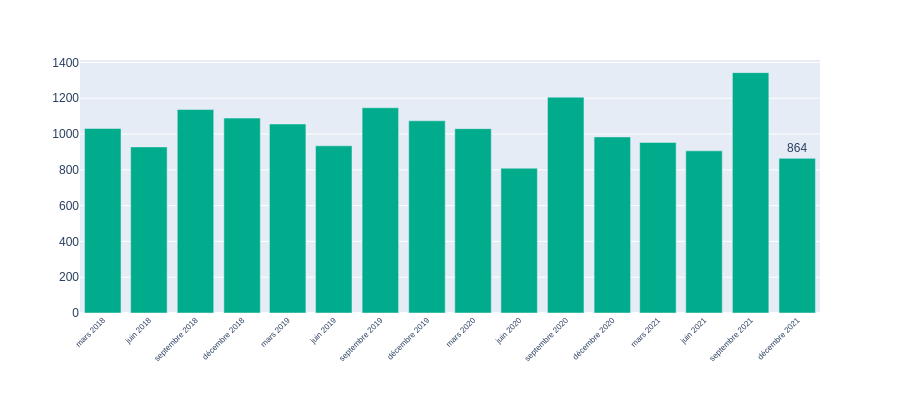 1400
1200
1000
800
600
400
200
0
864
mars 2018
juin 2018
septembre 2018
décembre 2018
mars 2019
juin 2019
septembre 2019
décembre 2019
mars 2020
juin 2020
septembre 2020
décembre 2020
mars 2021
juin 2021
septembre 2021
décembre 2021